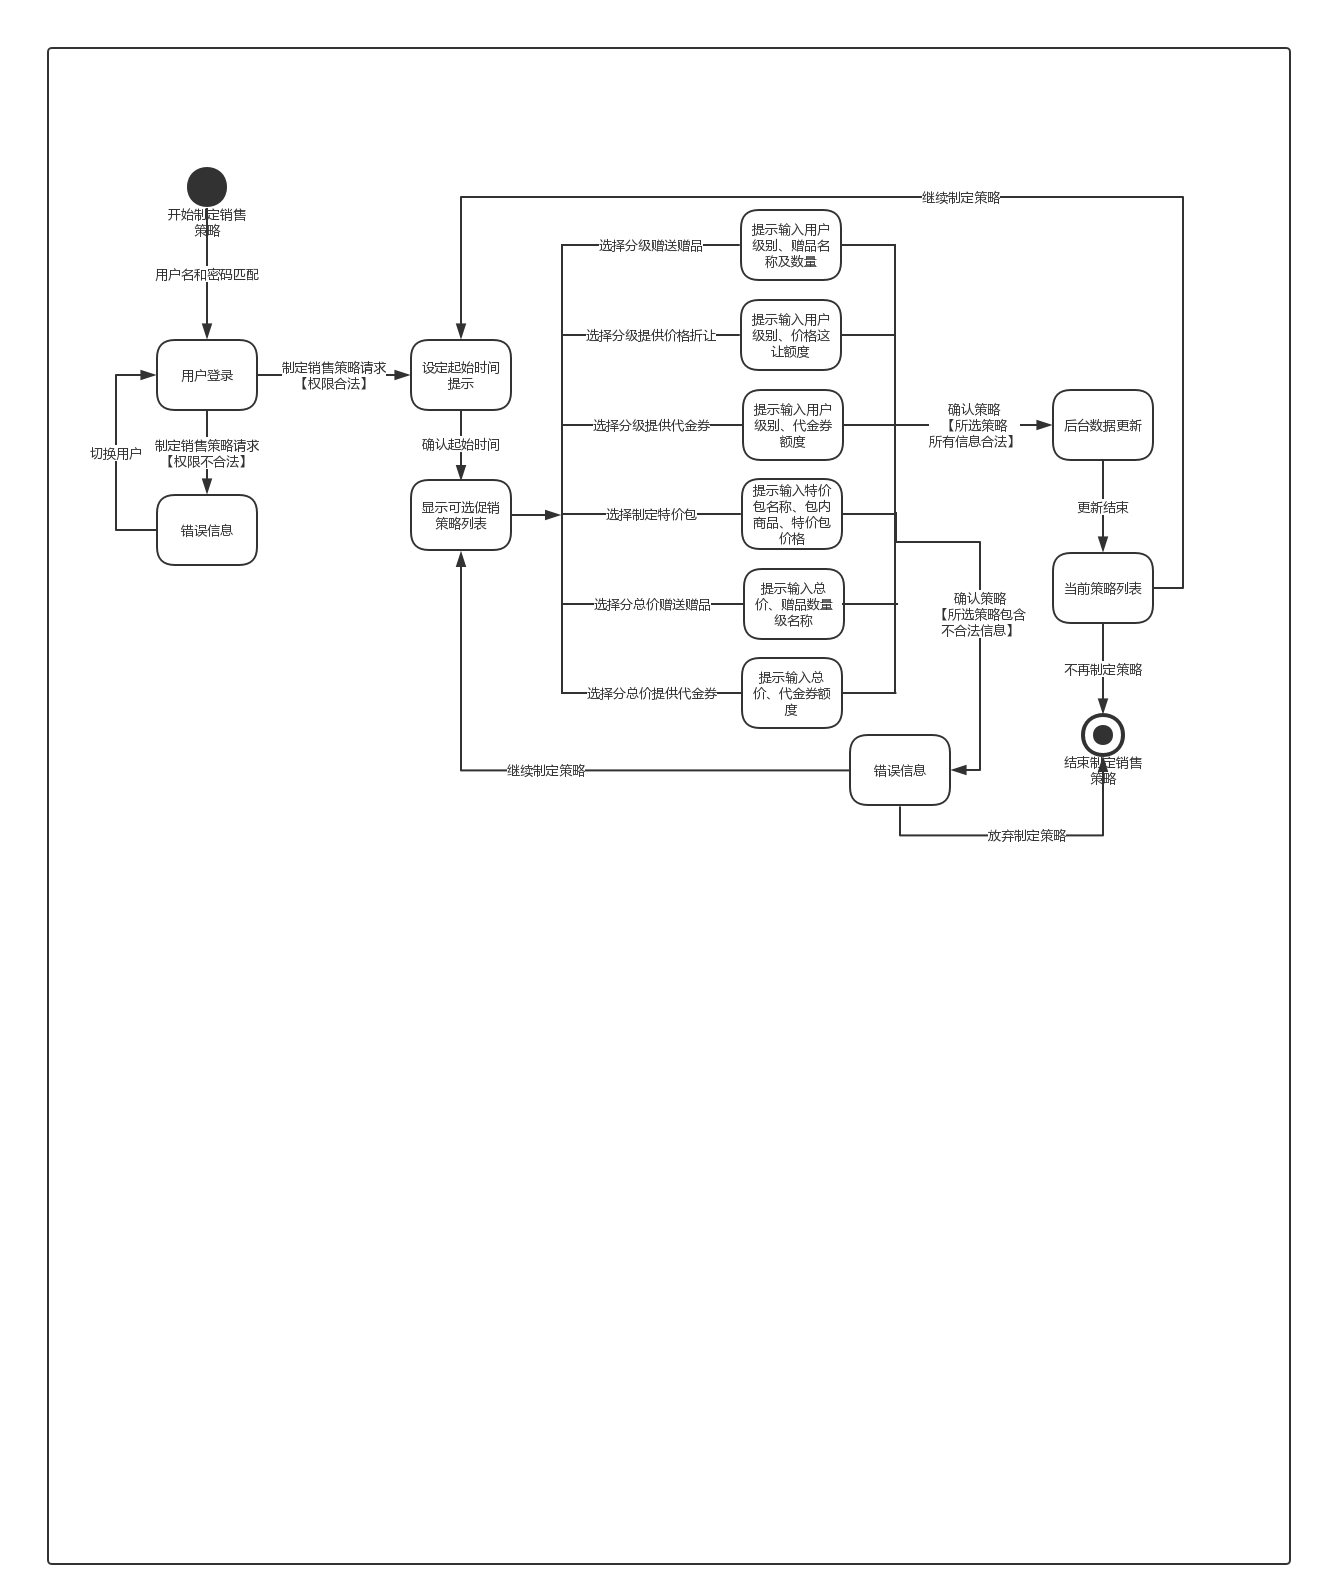 开始制定销售
策略
用户名和密码匹配
用户登录
制定销售策略请求
【权限合法】
切换用户
制定销售策略请求
【权限不合法】
错误信息
设定起始时间
提示
确认起始时间
显示可选促销
策略列表
继续制定策略
选择分级赠送赠品
提示输入用户
级别、赠品名
称及数量
选择分级提供价格折让
提示输入用户
级别、价格这
让额度
选择分级提供代金券
提示输入用户
级别、代金券
额度
选择制定特价包
提示输入特价
包名称、包内
商品、特价包
价格
选择分总价赠送赠品
提示输入总
价、赠品数量
级名称
选择分总价提供代金券
提示输入总
价、代金券额
度
确认策略
【所选策略
所有信息合法】
后台数据更新
更新结束
当前策略列表
确认策略
【所选策略包含
不合法信息】
不再制定策略
结束制定销售
策略
继续制定策略
错误信息
放弃制定策略